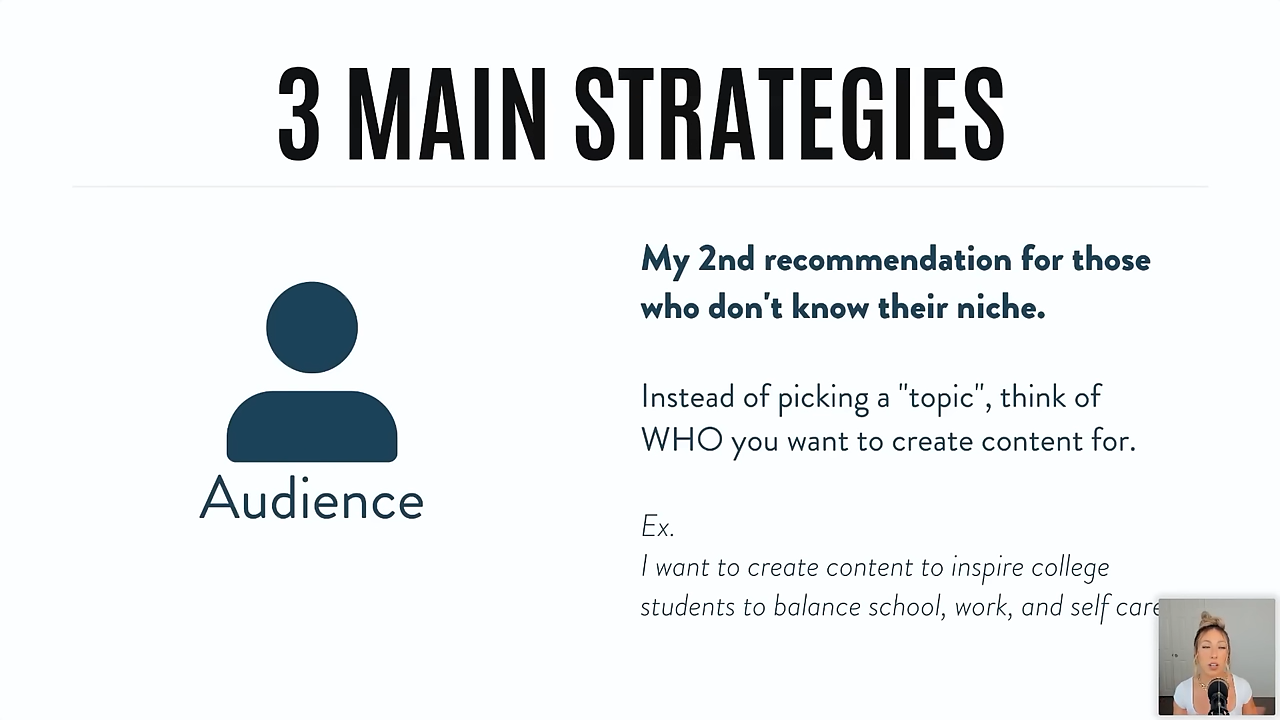 3 MAIN STRATEGIES
My 2nd recommendation for those
who don't know their niche.
Instead of picking a "topic", think of
WHO you want to create content for.
Audience
Ex.
I want to create content to inspire college
students to balance school, work, and self care